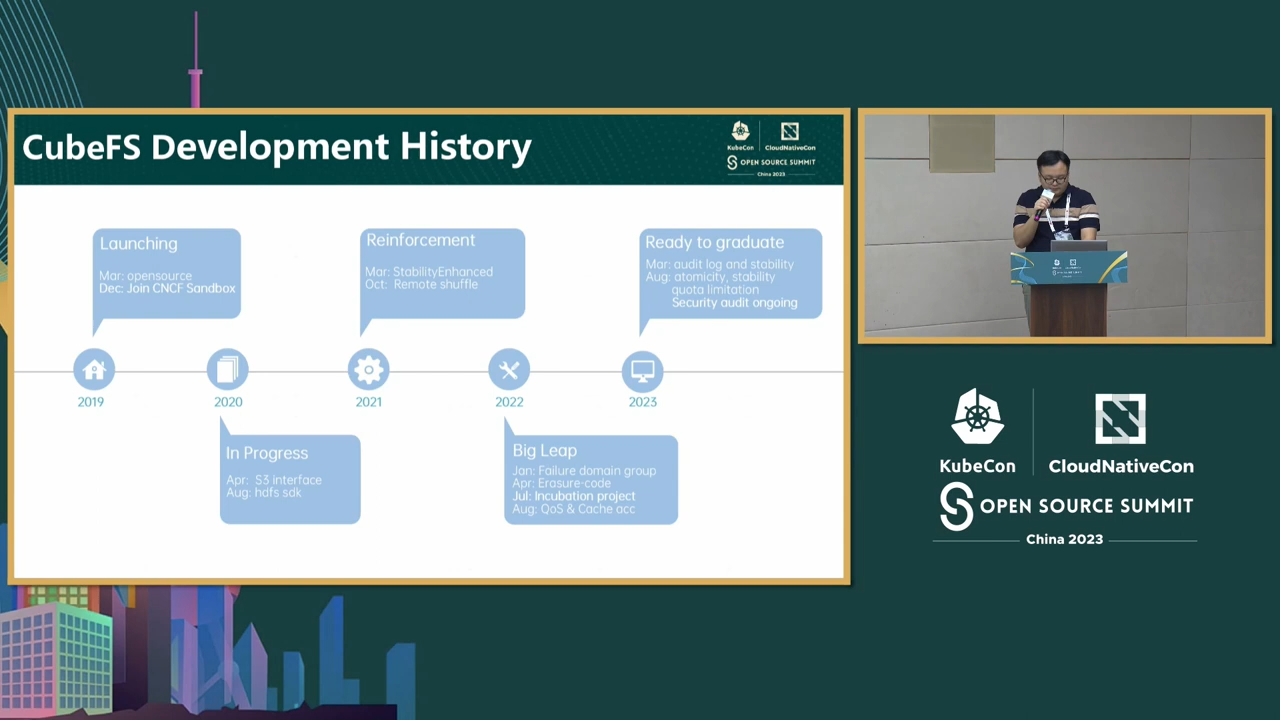 CubeFS Development History
KubeCon
CloudNativeCon
OPEN SOURCE SUMMIT
China 2023
Launching
Mar: opensource
Dec: Join CNCF Sandbox
Reinforcement
Mar: StabilityEnhanced
Oct: Remote shuffle
Ready to graduate
Mar: audit log and stability
Aug: atomicity, stability
quota limitation
Security audit ongoing
2019
2020
2021
2022
2023
In Progress
Apr: S3 interface
Aug: hdfs sdk
Big Leap
Jan: Failure domain group
Apr: Erasure-code
Jul: Incubation project
Aug: QoS & Cache acc
KubeCon
CloudNativeCon
OPEN SOURCE SUMMIT
China 2023